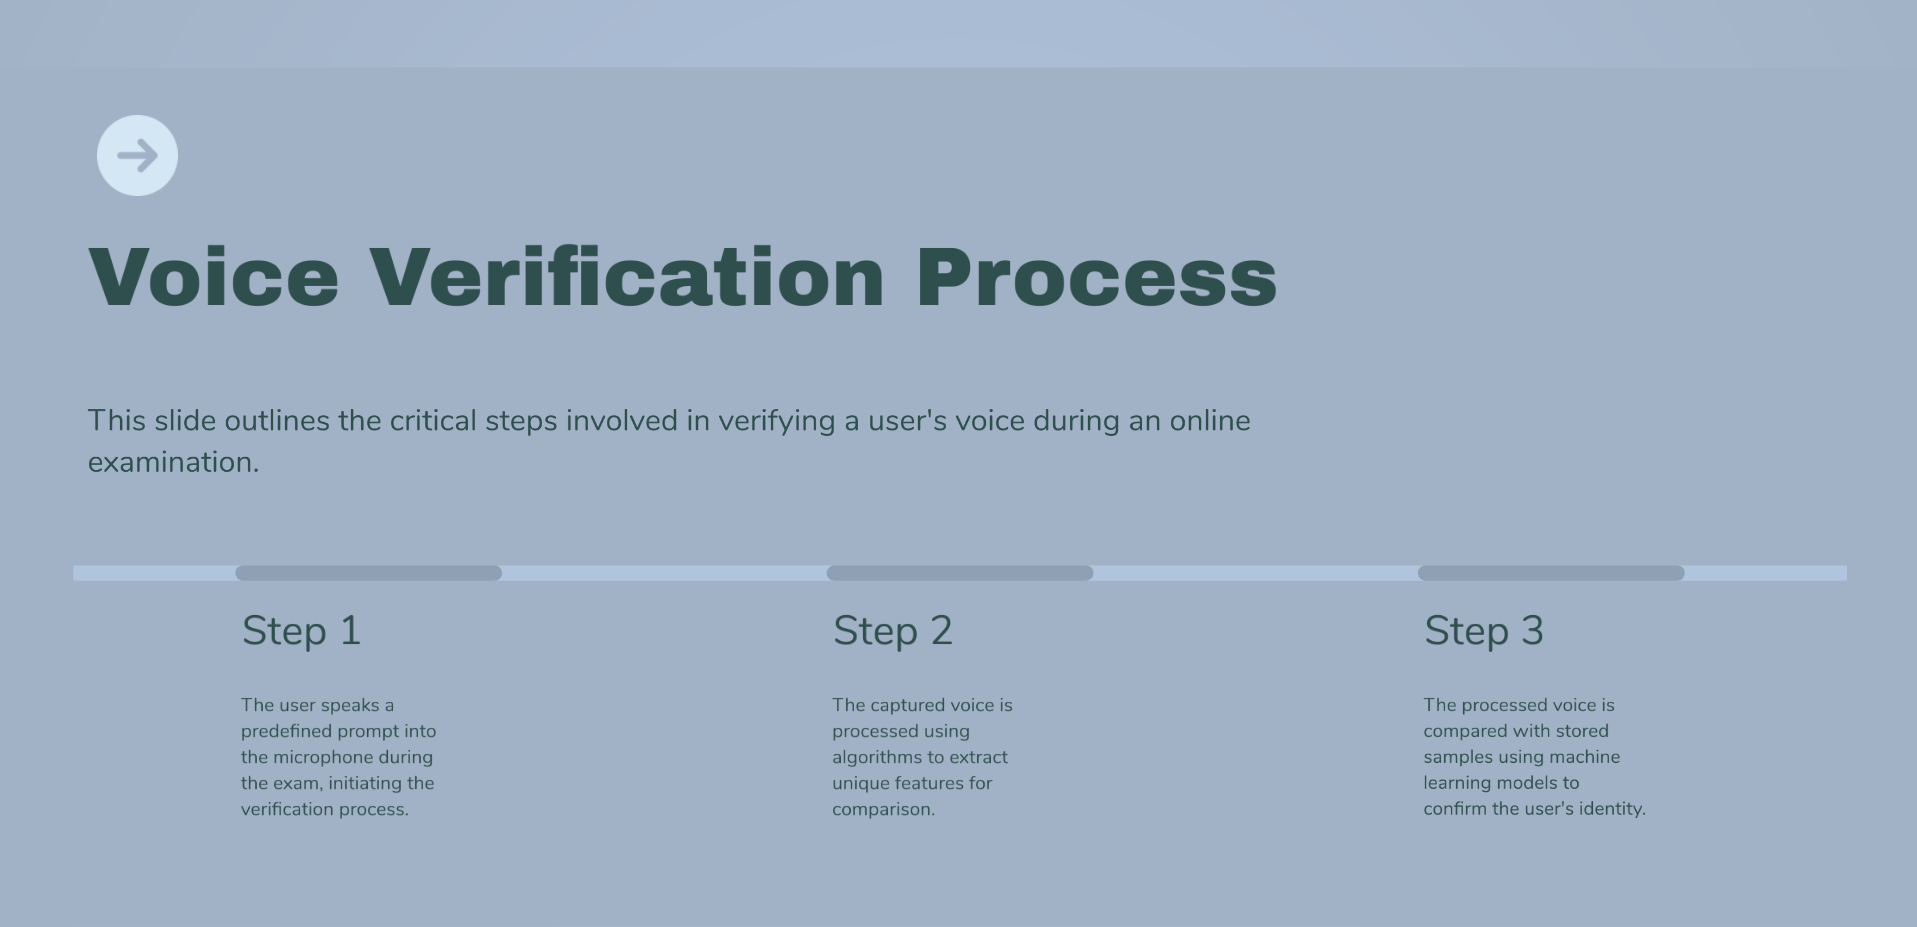 Voice Verification Process
This slide outlines the critical steps involved in verifying a user's voice during an online
examination.
Step 1
The user speaks a
predefined prompt into
the microphone during
the exam, initiating the
verification process.
Step 2
The captured voice is
processed using
algorithms to extract
unique features for
comparison.
Step 3
The processed voice is
compared with stored
samples using machine
learning models to
confirm the user's identity.